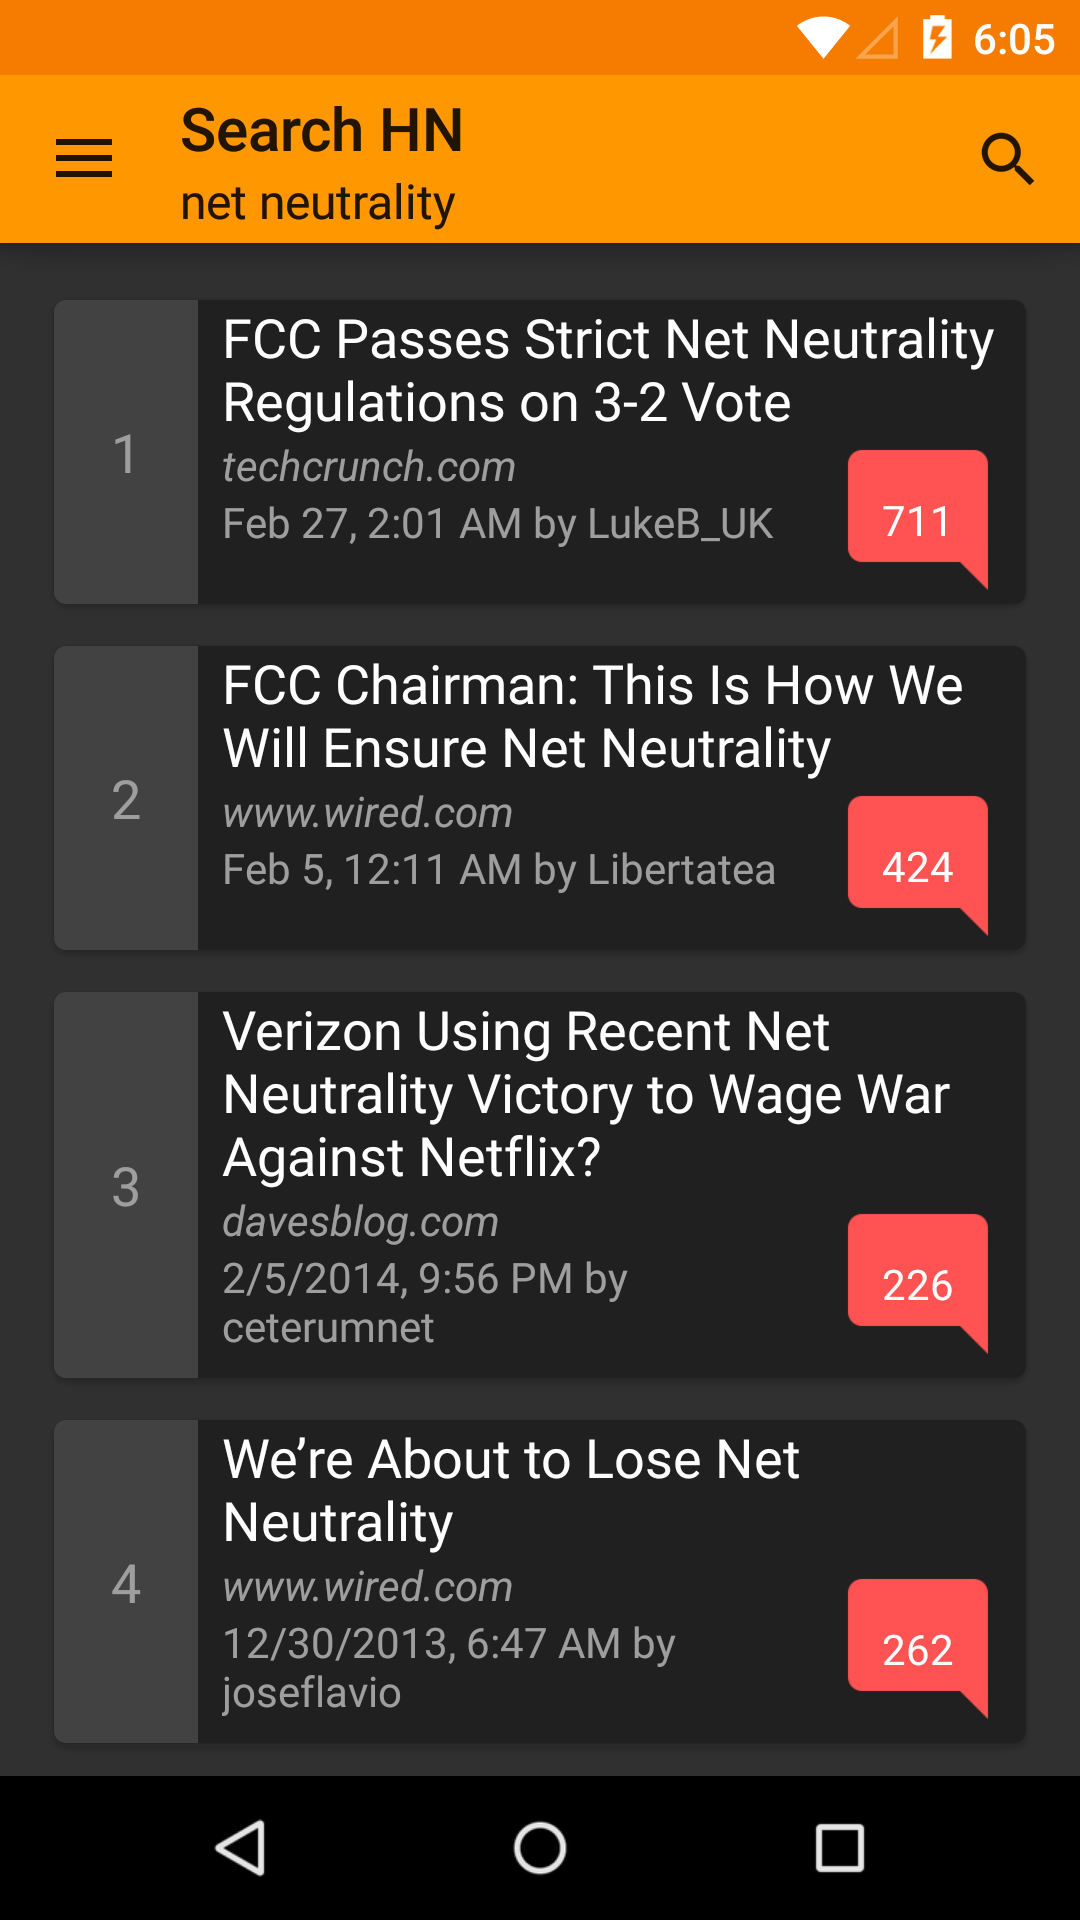 6:05
Search HN
net neutrality
1
FCC Passes Strict Net Neutrality
Regulations on 3-2 Vote
techcrunch.com
Feb 27, 2:01 AM by LukeB_UK
711
2
FCC Chairman: This Is How We
Will Ensure Net Neutrality
www.wired.com
Feb 5, 12:11 AM by Libertatea
424
3
Verizon Using Recent Net
Neutrality Victory to Wage War
Against Netflix?
davesblog.com
2/5/2014, 9:56 PM by
ceterumnet
226
4
We’re About to Lose Net
Neutrality
www.wired.com
12/30/2013, 6:47 AM by
joseflavio
262